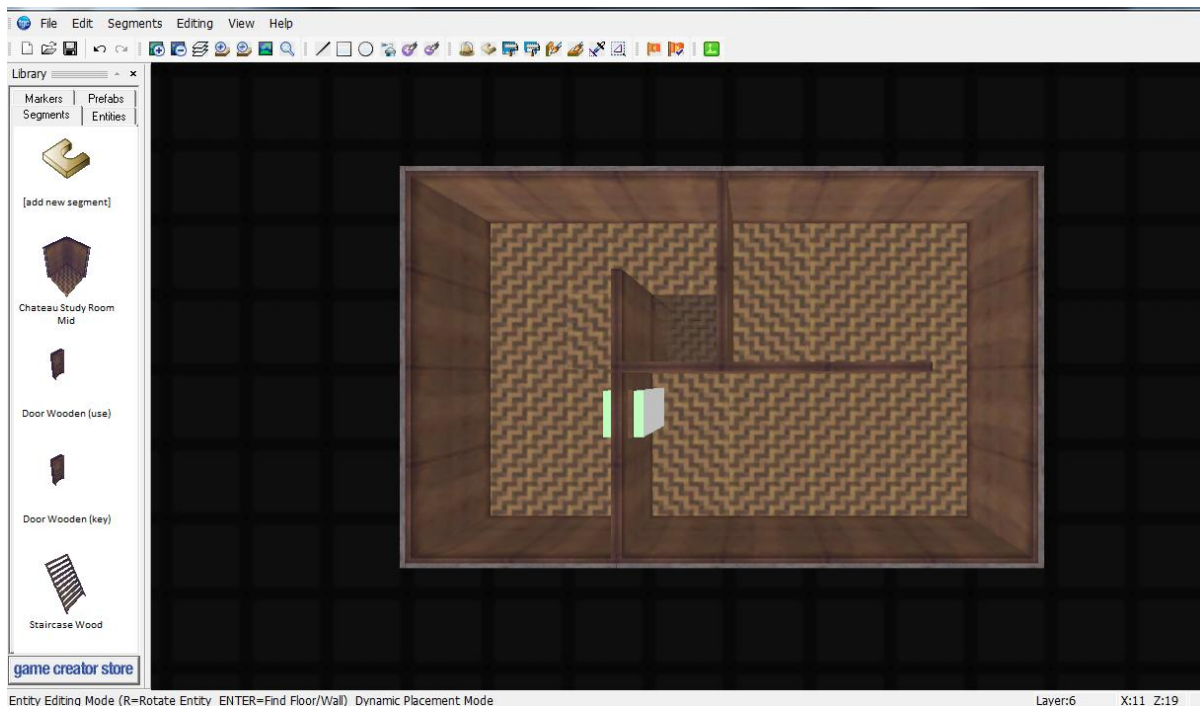 File Edit Segments Editing View Help
Library
Markers Prefabs
Segments Entities
[add new segment]
Chateau Study Room
Mid
Door Wooden (use)
Door Wooden (key)
Staircase Wood
game creator store
Entity Editing Mode (R=Rotate Entity ENTER=Find Floor/Wall) Dynamic Placement Mode Layer:6 X:11 Z:19